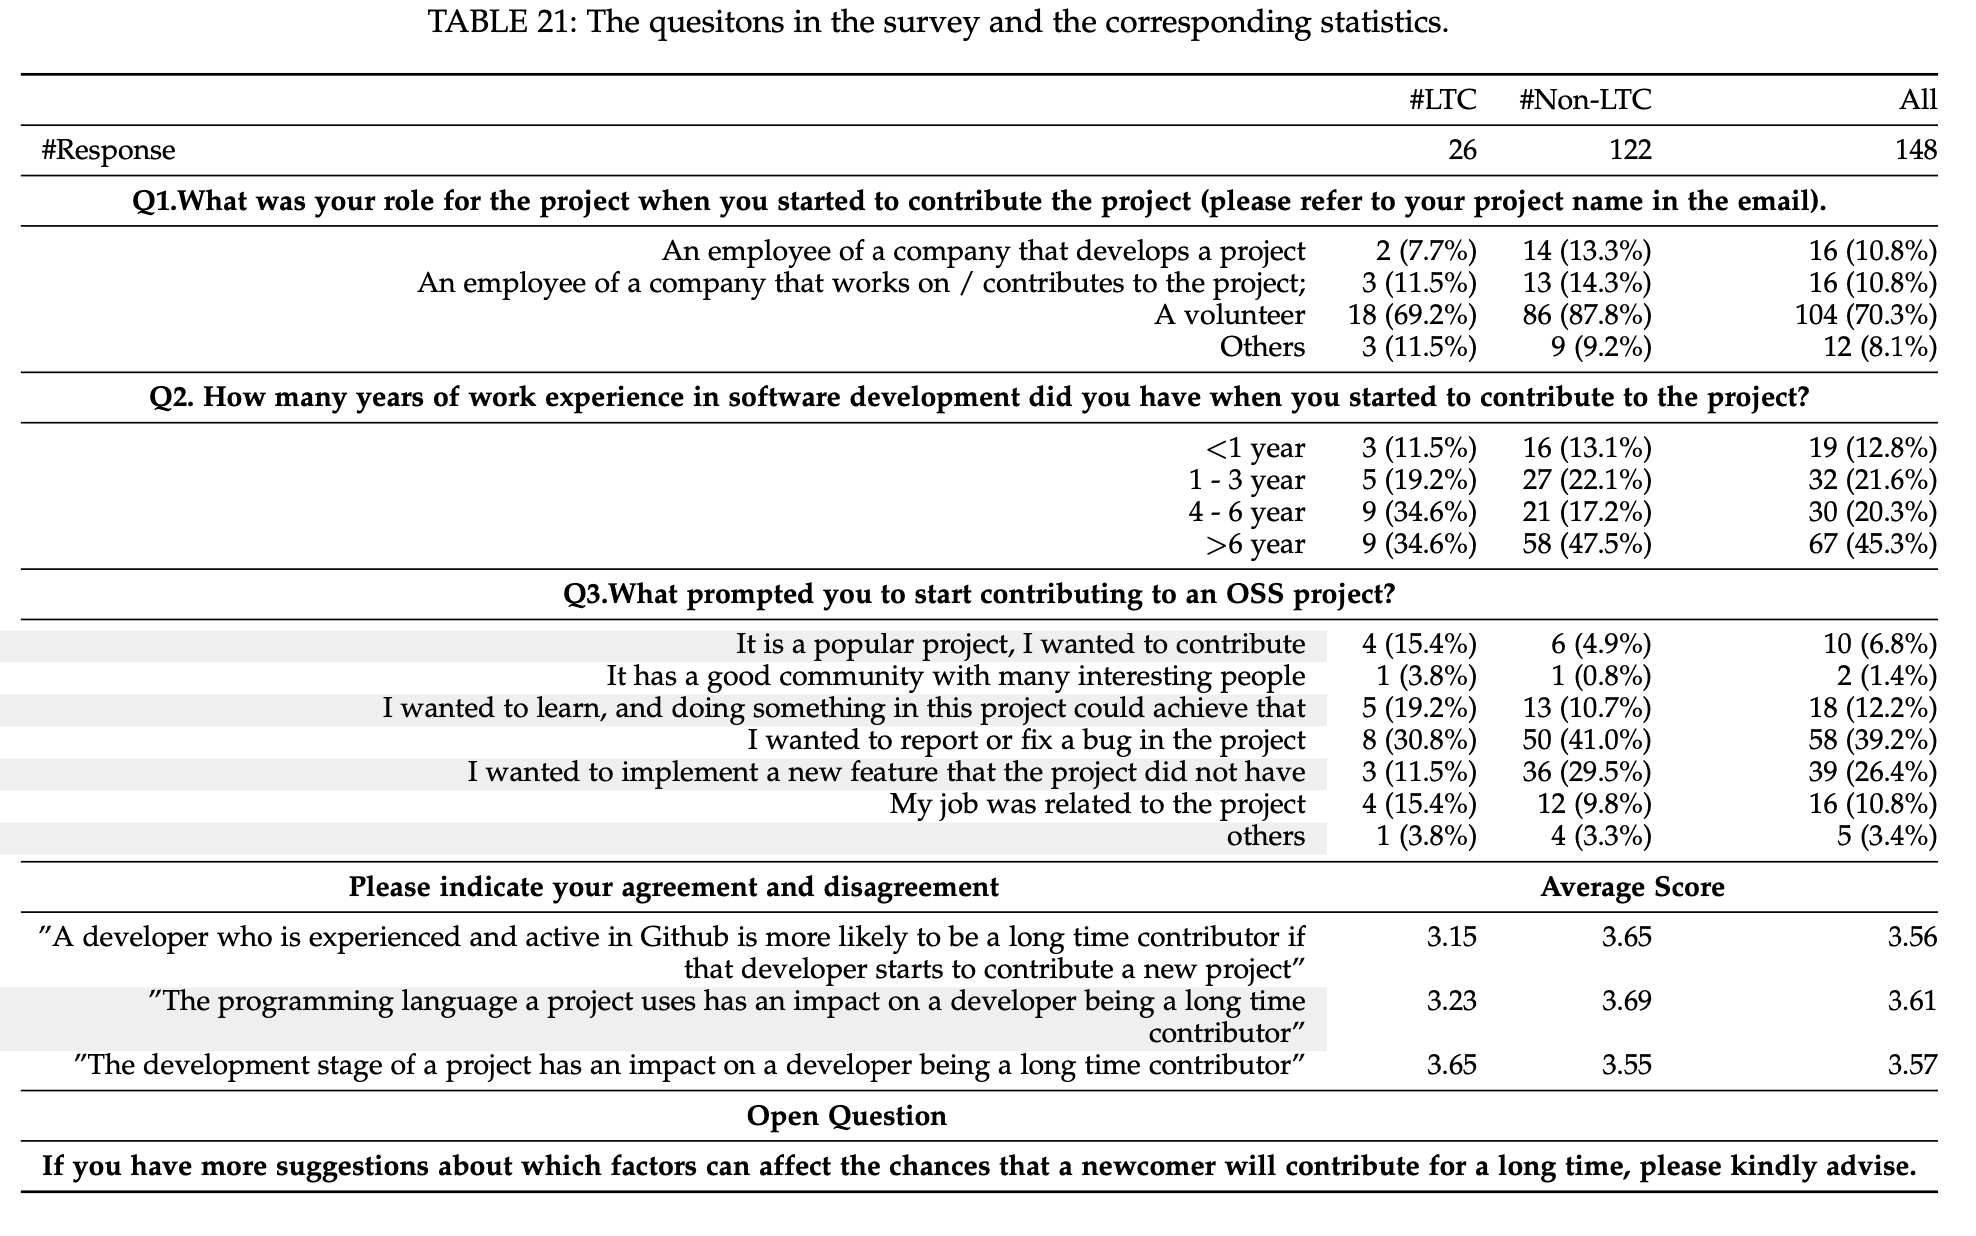 TABLE 21: The quesitons in the survey and the corresponding statistics.
#LTC #Non-LTC All
#Response 26 122 148
Q1.What was your role for the project when you started to contribute the project (please refer to your project name in the email).
An employee of a company that develops a project 2 (7.7%) 14 (13.3%) 16 (10.8%)
An employee of a company that works on / contributes to the project; 3 (11.5%) 13 (14.3%) 16 (10.8%)
A volunteer 18 (69.2%) 86 (87.8%) 104 (70.3%)
Others 3 (11.5%) 9 (9.2%) 12 (8.1%)
Q2. How many years of work experience in software development did you have when you started to contribute to the project?
<1 year 3 (11.5%) 16 (13.1%) 19 (12.8%)
1 - 3 year 5 (19.2%) 27 (22.1%) 32 (21.6%)
4 - 6 year 9 (34.6%) 21 (17.2%) 30 (20.3%)
>6 year 9 (34.6%) 58 (47.5%) 67 (45.3%)
Q3.What prompted you to start contributing to an OSS project?
It is a popular project, I wanted to contribute 4 (15.4%) 6 (4.9%) 10 (6.8%)
It has a good community with many interesting people 1 (3.8%) 1 (0.8%) 2 (1.4%)
I wanted to learn, and doing something in this project could achieve that 5 (19.2%) 13 (10.7%) 18 (12.2%)
I wanted to report or fix a bug in the project 8 (30.8%) 50 (41.0%) 58 (39.2%)
I wanted to implement a new feature that the project did not have 3 (11.5%) 36 (29.5%) 39 (26.4%)
My job was related to the project 4 (15.4%) 12 (9.8%) 16 (10.8%)
others 1 (3.8%) 4 (3.3%) 5 (3.4%)
Please indicate your agreement and disagreement Average Score
"A developer who is experienced and active in Github is more likely to be a long time contributor if 3.15 3.65 3.56
that developer starts to contribute a new project"
"The programming language a project uses has an impact on a developer being a long time 3.23 3.69 3.61
contributor"
"The development stage of a project has an impact on a developer being a long time contributor" 3.65 3.55 3.57
Open Question
If you have more suggestions about which factors can affect the chances that a newcomer will contribute for a long time, please kindly advise.